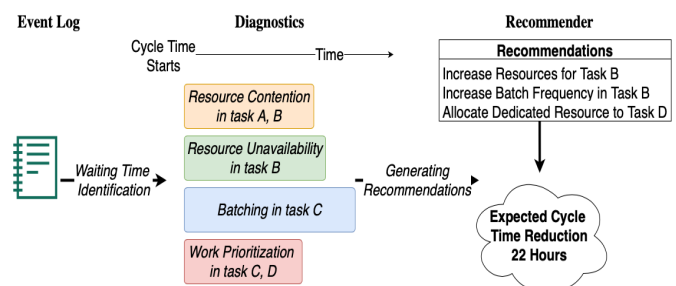 Event Log
Diagnostics
Recommender
Cycle Time
Starts
Time
Resource Contention
in task A, B
Resource Unavailability
in task B
Batching in task C
Work Prioritization
in task C, D
Waiting Time
Identification
Generating
Recommendations
Recommendations
Increase Resources for Task B
Increase Batch Frequency in Task B
Allocate Dedicated Resource to Task D
Expected Cycle
Time Reduction
22 Hours